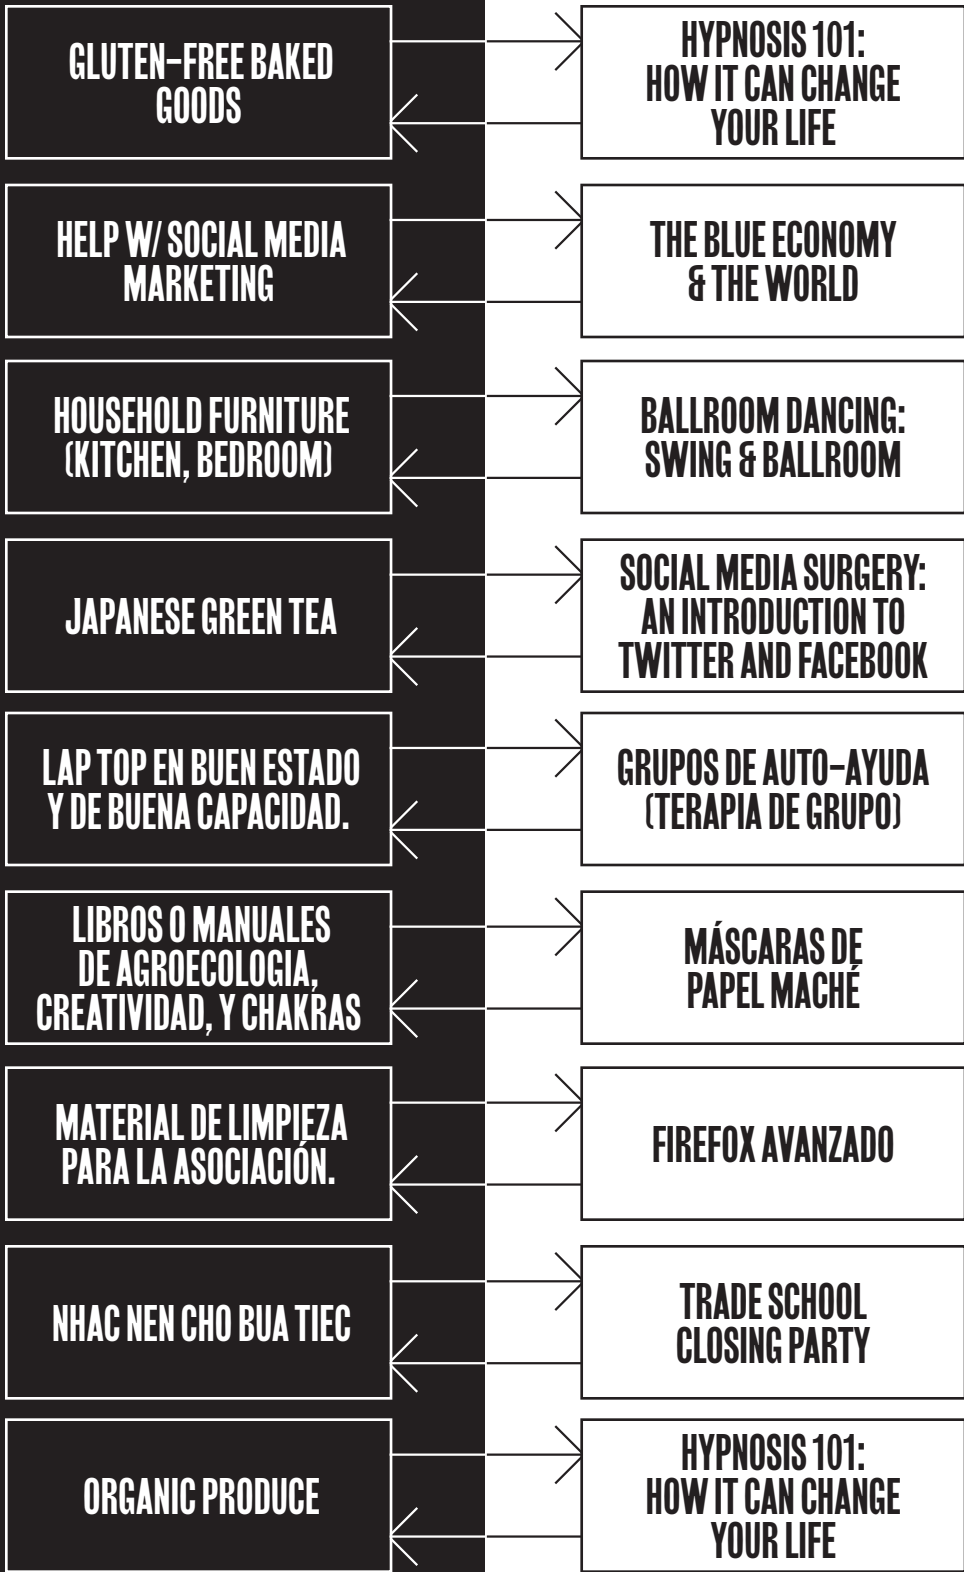 GLUTEN-FREE BAKED
GOODS
HYPNOSIS 101:
HOW IT CAN CHANGE
YOUR LIFE
HELP W/ SOCIAL MEDIA
MARKETING
THE BLUE ECONOMY
& THE WORLD
HOUSEHOLD FURNITURE
(KITCHEN, BEDROOM)
BALLROOM DANCING:
SWING & BALLROOM
JAPANESE GREEN TEA
SOCIAL MEDIA SURGERY:
AN INTRODUCTION TO
TWITTER AND FACEBOOK
LAP TOP EN BUEN ESTADO
Y DE BUENA CAPACIDAD.
GRUPOS DE AUTO-AYUDA
(TERAPIA DE GRUPO)
LIBROS O MANUALES
DE AGROECOLOGIA,
CREATIVIDAD, Y CHAKRAS
MÁSCARAS DE
PAPEL MACHÉ
MATERIAL DE LIMPIEZA
PARA LA ASOCIACIÓN.
FIREFOX AVANZADO
NHAC NEN CHO BUA TIEC
TRADE SCHOOL
CLOSING PARTY
ORGANIC PRODUCE
HYPNOSIS 101:
HOW IT CAN CHANGE
YOUR LIFE